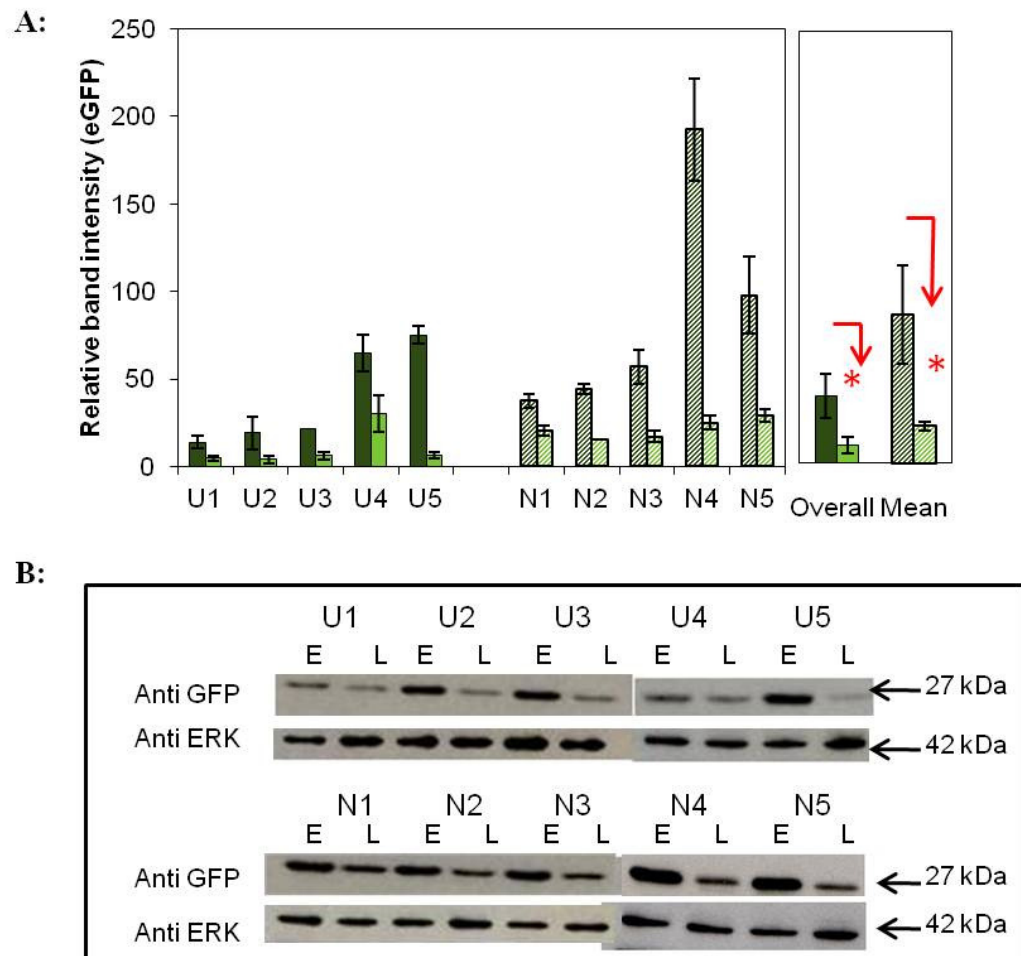 A:
Relative band intensity (eGFP)
250
200
150
100
50
0
U1 U2 U3 U4 U5 N1 N2 N3 N4 N5
* *
Overall Mean
B:
U1 U2 U3 U4 U5
E L E L E L E L E L
Anti GFP 27 kDa
Anti ERK 42 kDa
N1 N2 N3 N4 N5
E L E L E L E L E L
Anti GFP 27 kDa
Anti ERK 42 kDa